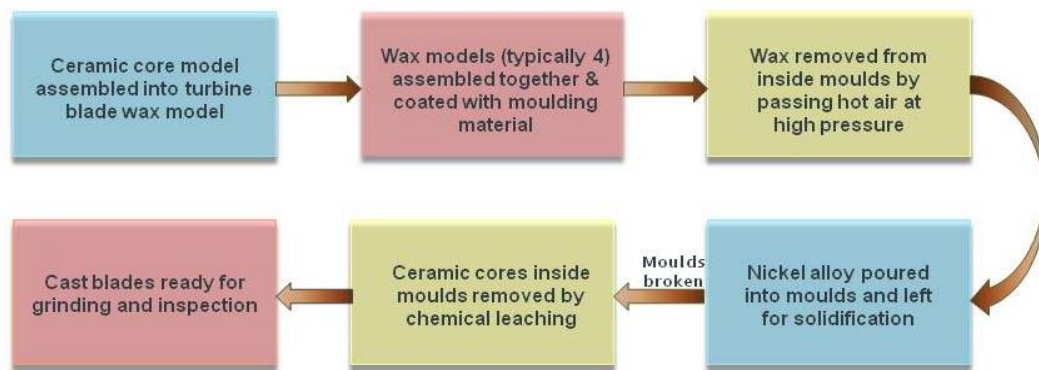 Ceramic core model
assembled into turbine
blade wax model
Wax models (typically 4)
assembled together &
coated with moulding
material
Wax removed from
inside moulds by
passing hot air at
high pressure
Nickel alloy poured
into moulds and left
for solidification
Moulds
broken
Ceramic cores inside
moulds removed by
chemical leaching
Cast blades ready for
grinding and inspection